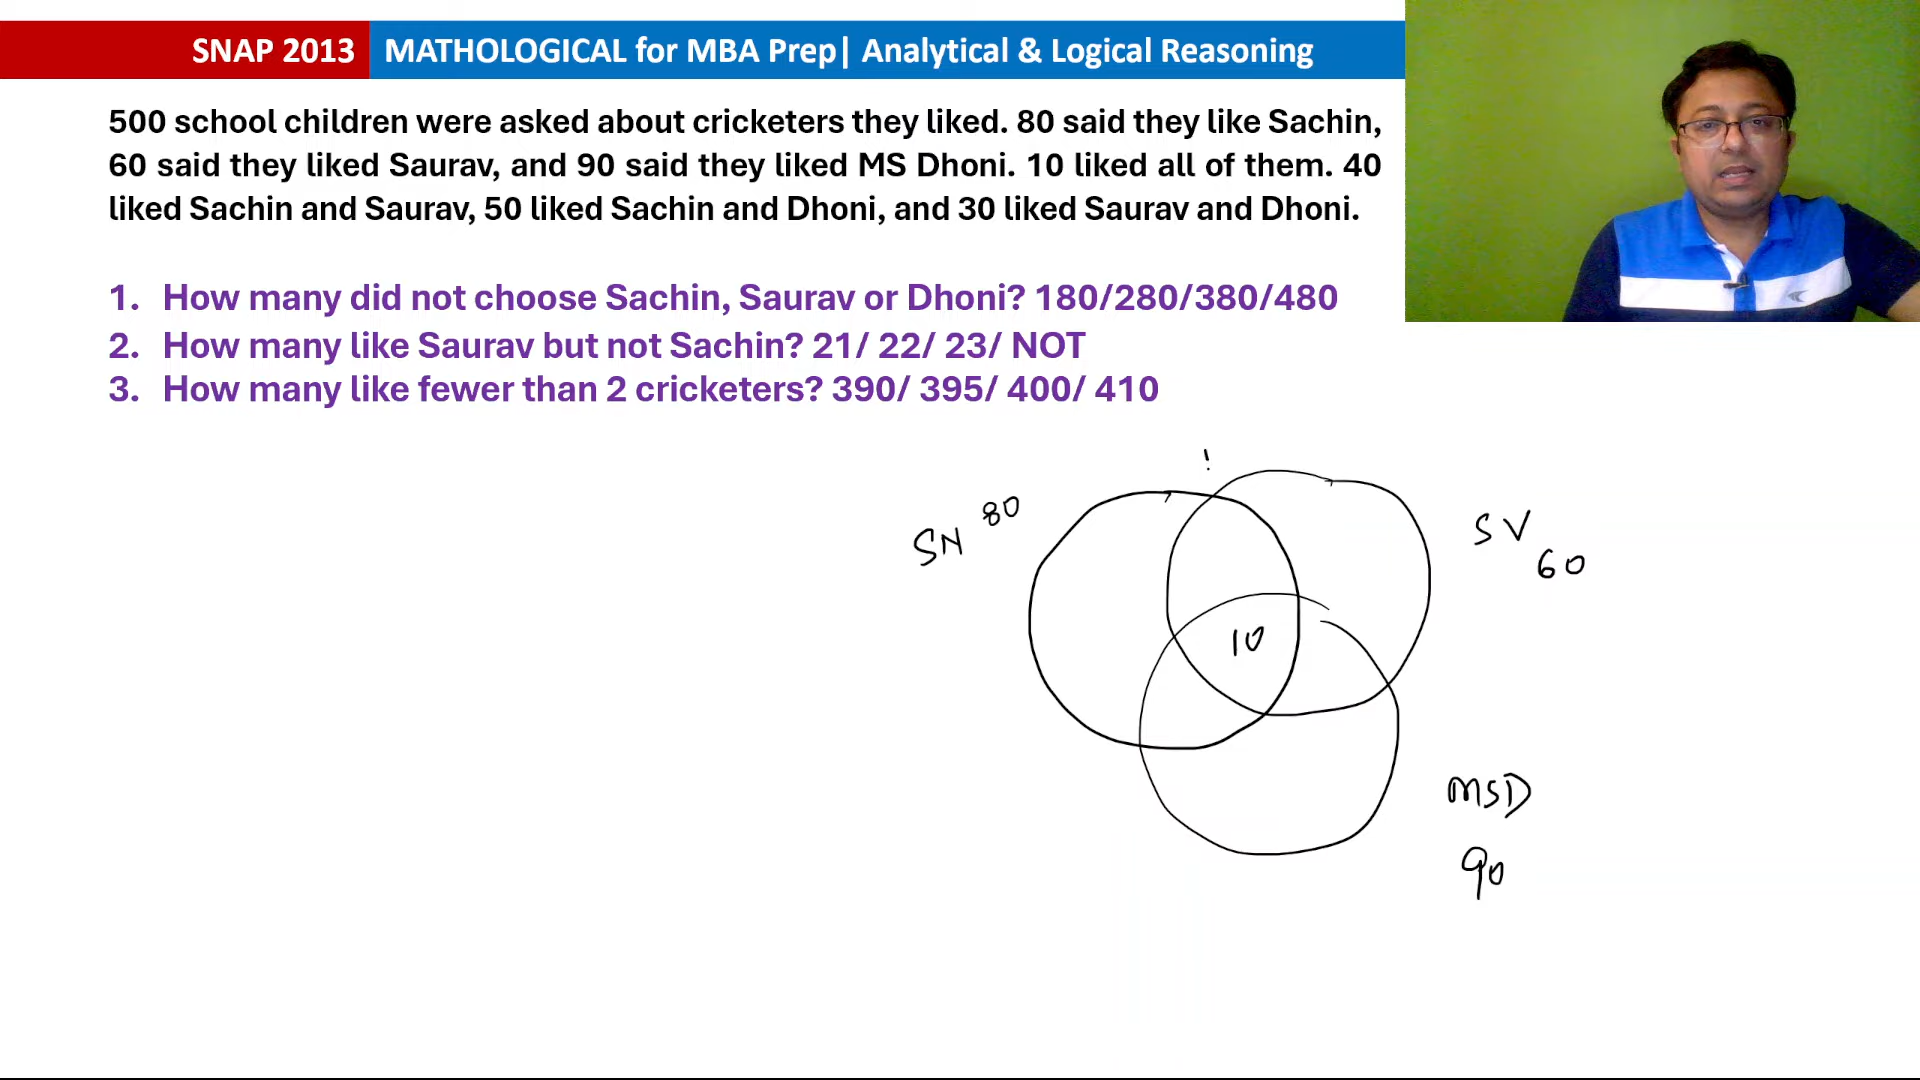 SNAP 2013 MATHOLOGICAL for MBA Prep| Analytical & Logical Reasoning
500 school children were asked about cricketers they liked. 80 said they like Sachin,
60 said they liked Saurav, and 90 said they liked MS Dhoni. 10 liked all of them. 40
liked Sachin and Saurav, 50 liked Sachin and Dhoni, and 30 liked Saurav and Dhoni.
1. How many did not choose Sachin, Saurav or Dhoni? 180/280/380/480
2. How many like Saurav but not Sachin? 21/ 22/ 23/ NOT
3. How many like fewer than 2 cricketers? 390/ 395/ 400/ 410
SN 80
SV
60
10
MSD
90